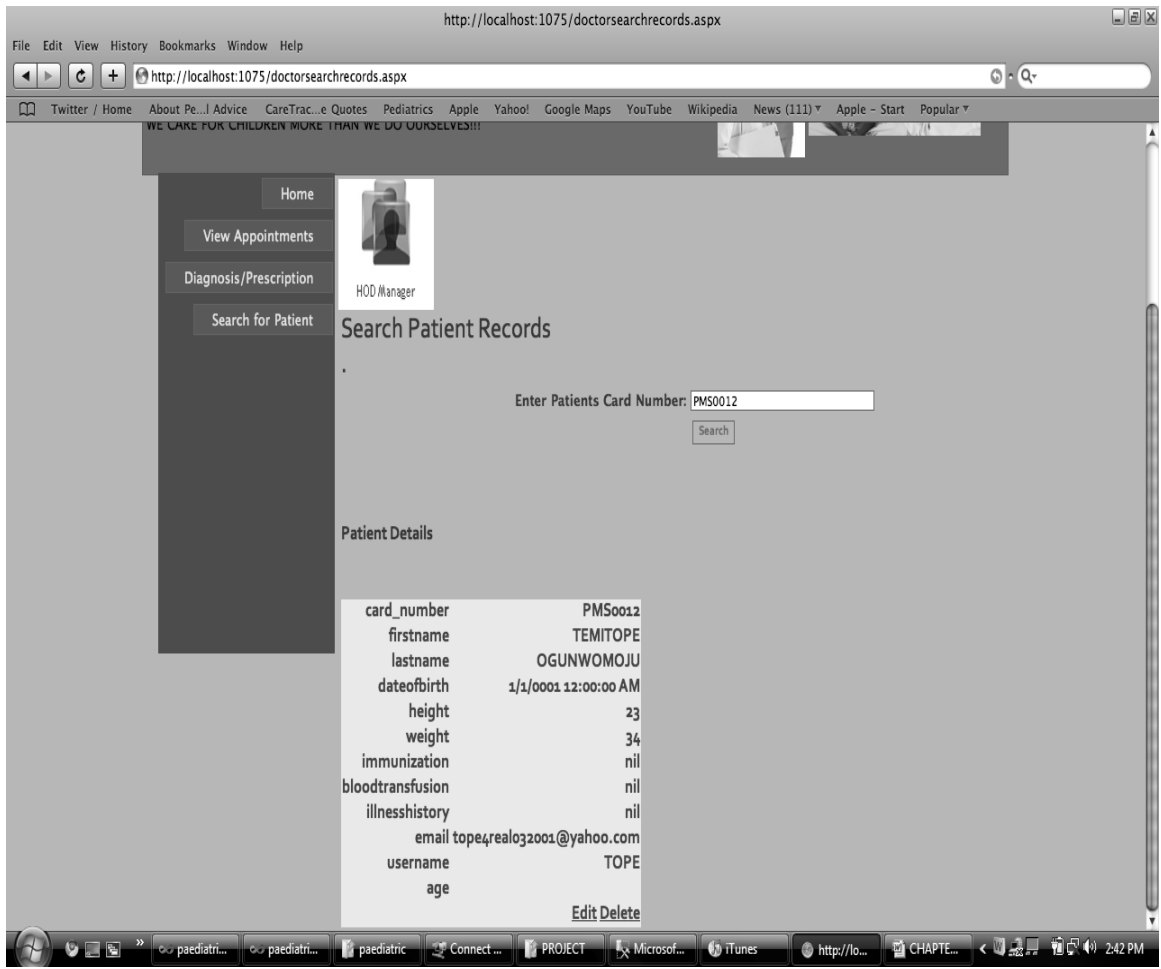 http://localhost:1075/doctorsearchrecords.aspx
File Edit View History Bookmarks Window Help
http://localhost:1075/doctorsearchrecords.aspx
Twitter / Home About Pe...l Advice CareTrac...e Quotes Pediatrics Apple Yahoo! Google Maps YouTube Wikipedia News (111) Apple - Start Popular
WE CARE FOR CHILDREN MORE THAN WE DO OURSELVES!!!
Home
View Appointments
Diagnosis/Prescription
Search for Patient
HOD Manager
Search Patient Records
.
Enter Patients Card Number: PMS0012
Search
Patient Details
card_number PMS0012
firstname TEMITOPE
lastname OGUNWOMOJU
dateofbirth 1/1/0001 12:00:00 AM
height 23
weight 34
immunization nil
bloodtransfusion nil
illnesshistory nil
email tope4real032001@yahoo.com
username TOPE
age
Edit Delete
paediatri... paediatri... paediatric Connect ... PROJECT Microsof... iTunes http://lo... CHAPTE... 2:42 PM